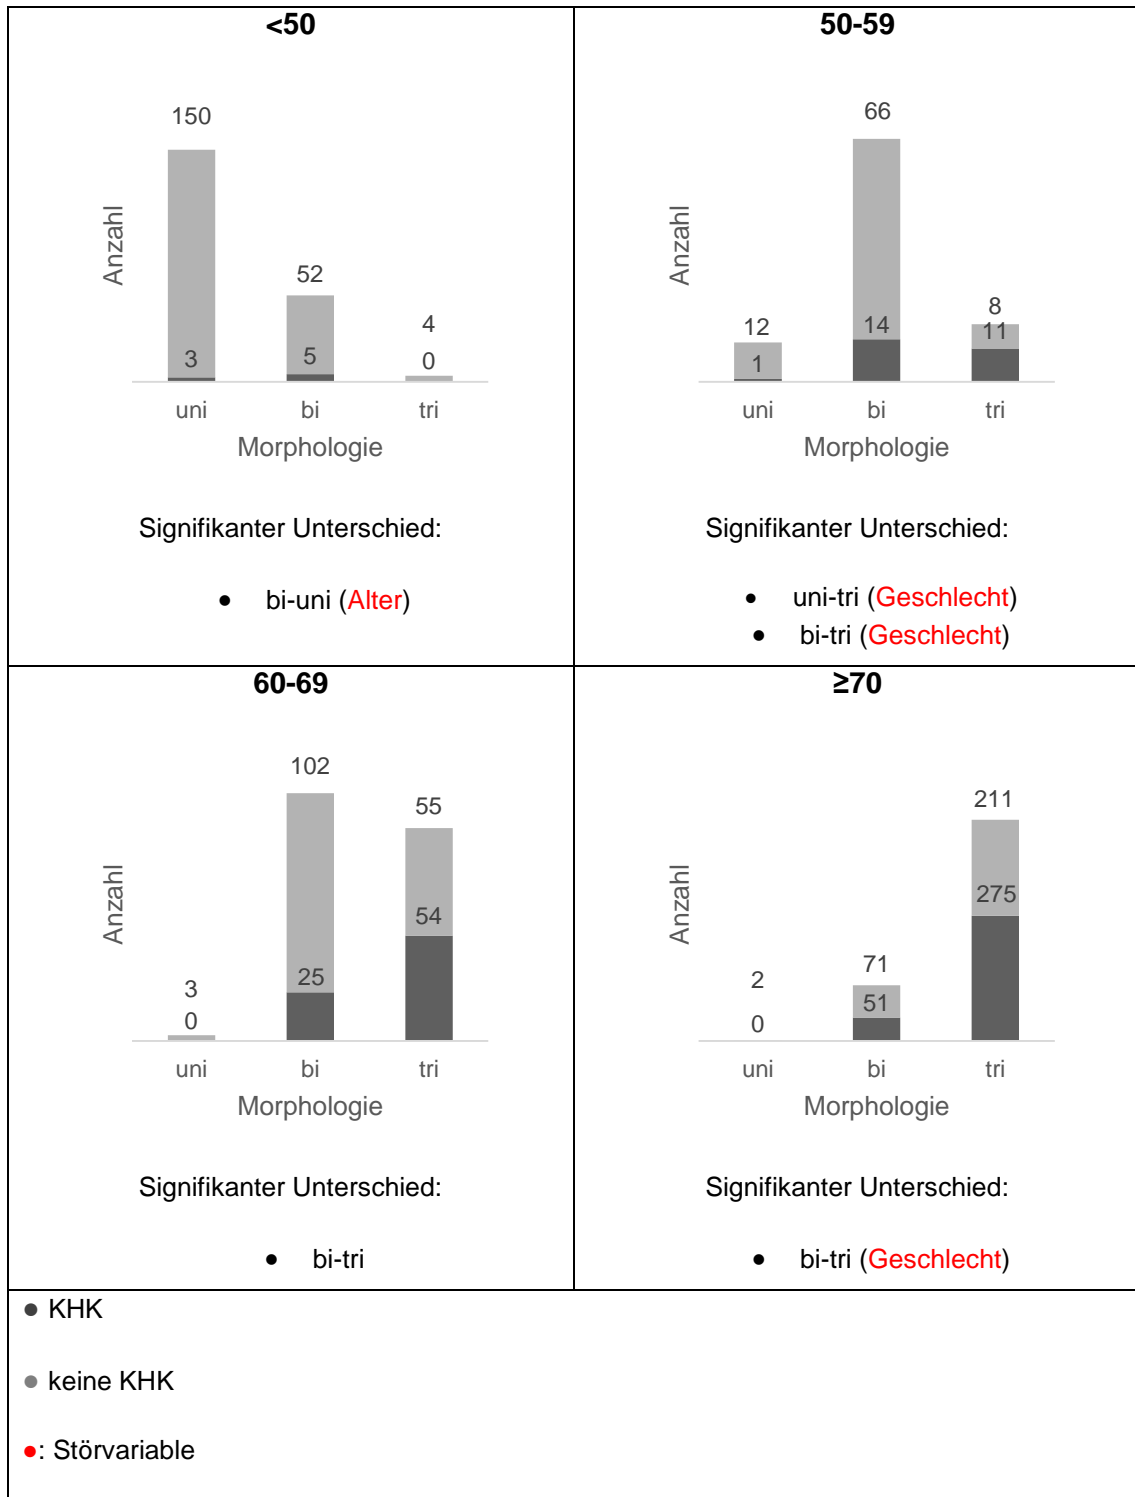 <50
150
52
4
3
5
0
Anzahl
uni bi tri
Morphologie
Signifikanter Unterschied:
● bi-uni (Alter)
50-59
66
12
14
8
11
1
Anzahl
uni bi tri
Morphologie
Signifikanter Unterschied:
● uni-tri (Geschlecht)
● bi-tri (Geschlecht)
60-69
102
55
54
3
25
0
Anzahl
uni bi tri
Morphologie
Signifikanter Unterschied:
● bi-tri
≥70
211
275
2
71
51
0
Anzahl
uni bi tri
Morphologie
Signifikanter Unterschied:
● bi-tri (Geschlecht)
● KHK
● keine KHK
●: Störvariable